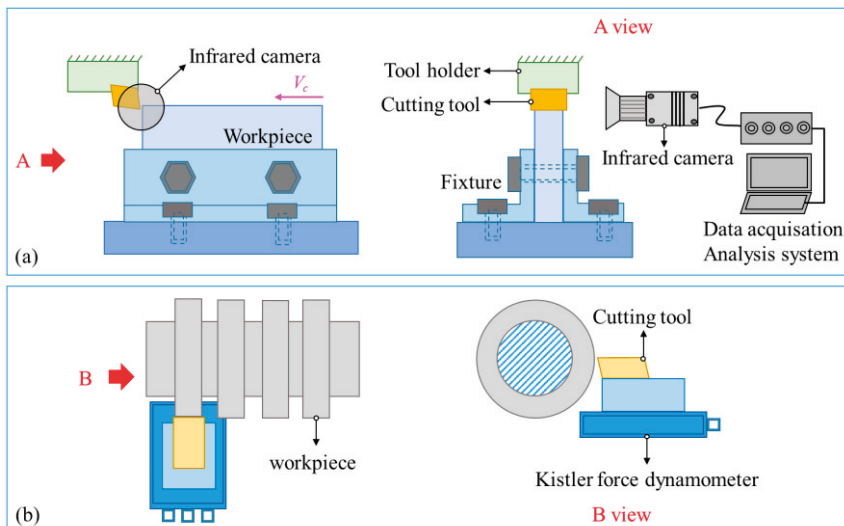 A view
Infrared camera
V_c
Workpiece
A
(a)
Tool holder
Cutting tool
Fixture
Infrared camera
Data acquisation
Analysis system
B
workpiece
(b)
Cutting tool
Kistler force dynamometer
B view